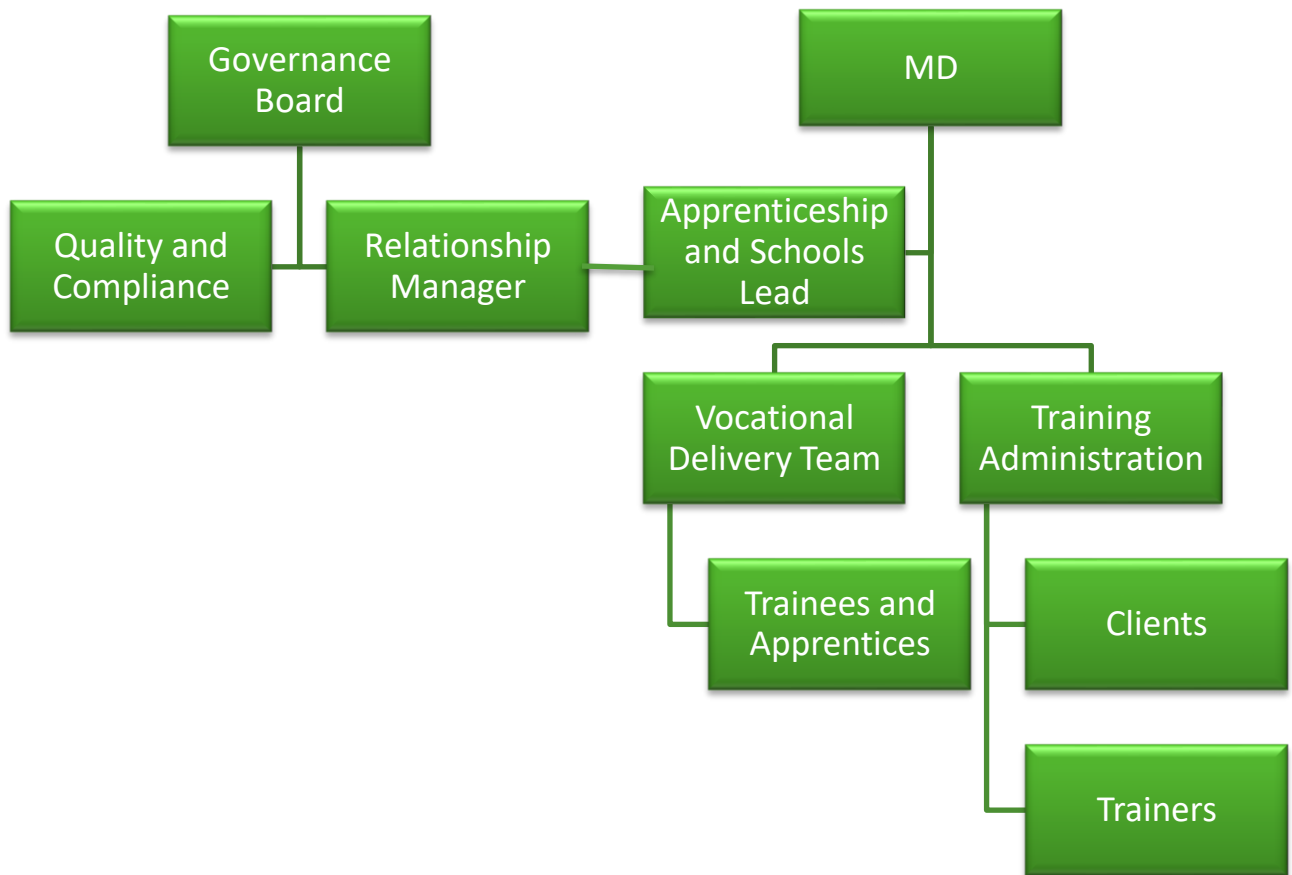 Governance
Board
MD
Quality and
Compliance
Relationship
Manager
Apprenticeship
and Schools
Lead
Vocational
Delivery Team
Training
Administration
Trainees and
Apprentices
Clients
Trainers